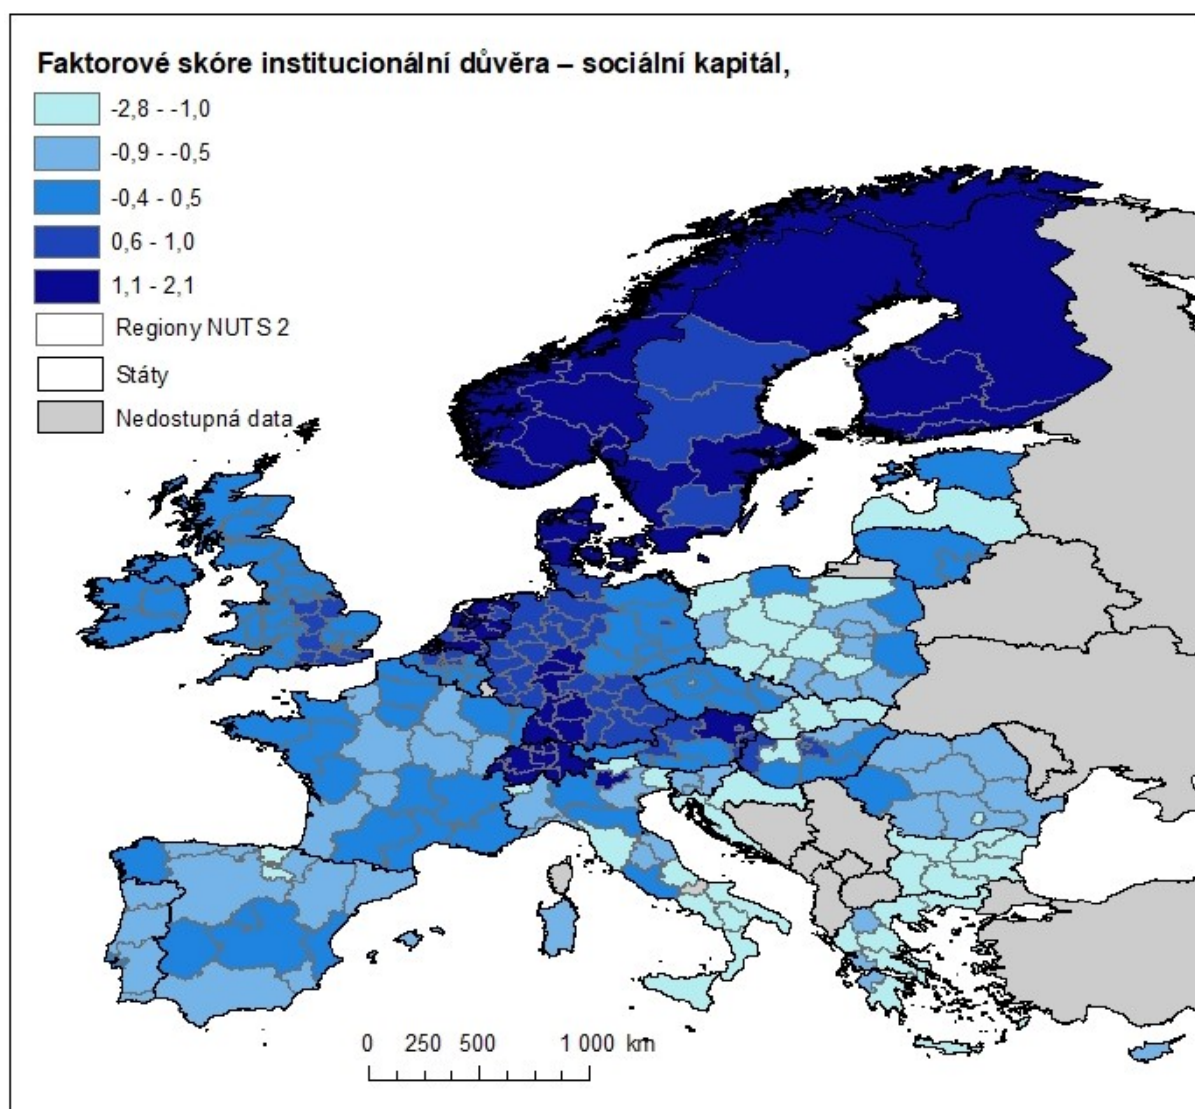 Faktorové skóre institucionální důvěra – sociální kapitál,
-2,8 - -1,0
-0,9 - -0,5
-0,4 - 0,5
0,6 - 1,0
1,1 - 2,1
Regiony NUTS 2
Státy
Nedostupná data
0 250 500 1 000 km